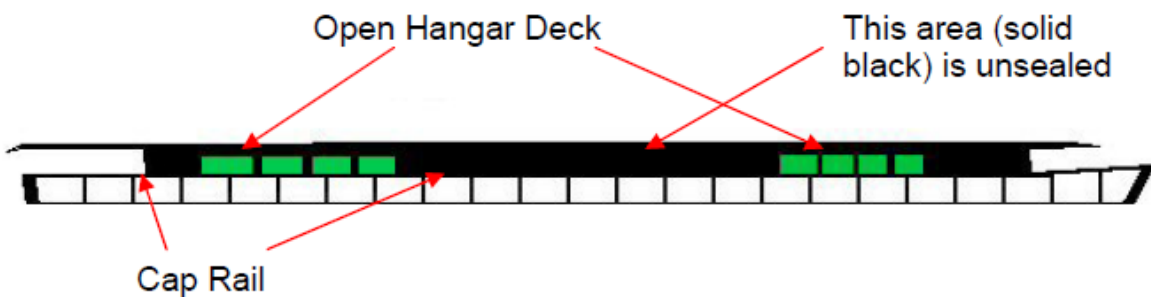 Open Hangar Deck
This area (solid
black) is unsealed
Cap Rail